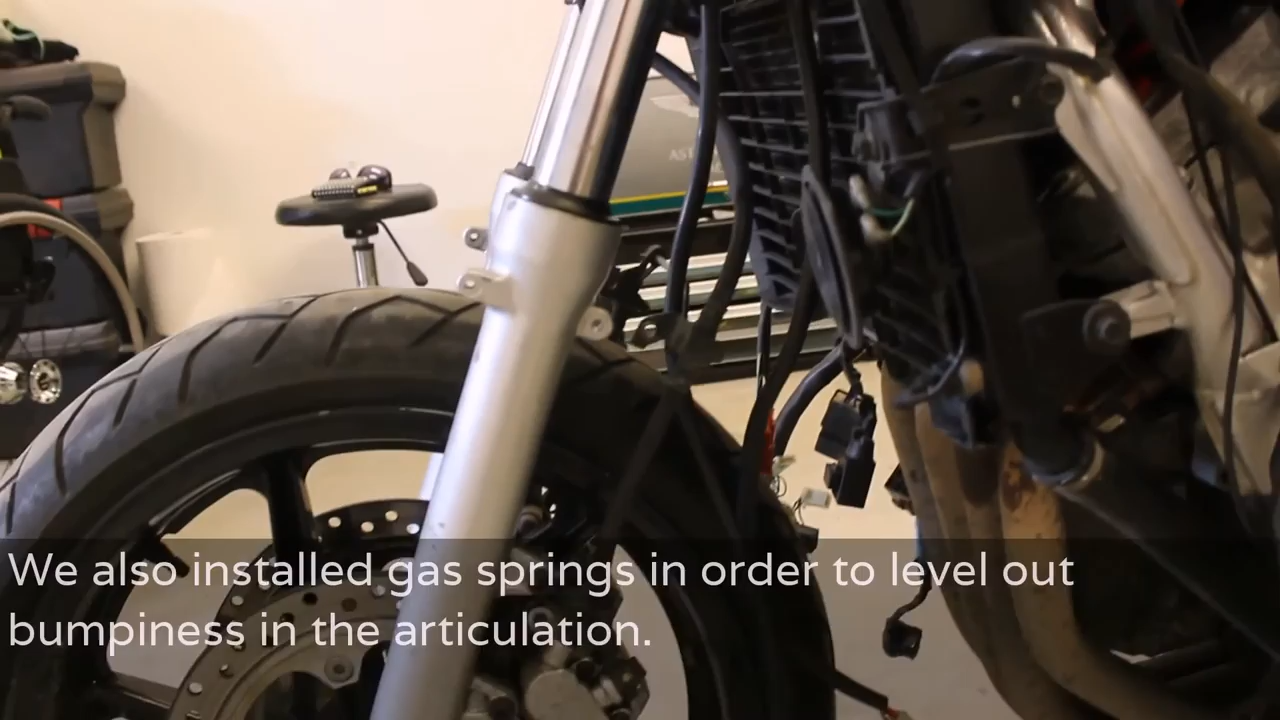 We also installed gas springs in order to level out
bumpiness in the articulation.